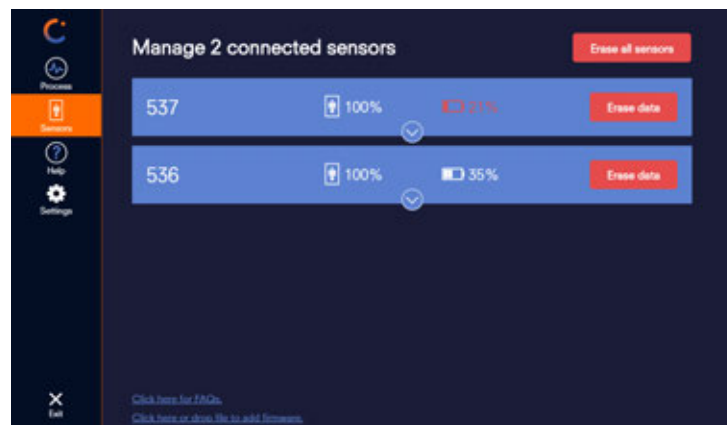 Manage 2 connected sensors
Erase all sensors
Process
Sensors
Help
Settings
Exit
537
100%
Erase data
536
100%
35%
Erase data
Click here for FAQs.
Click here or drop file to add firmware.